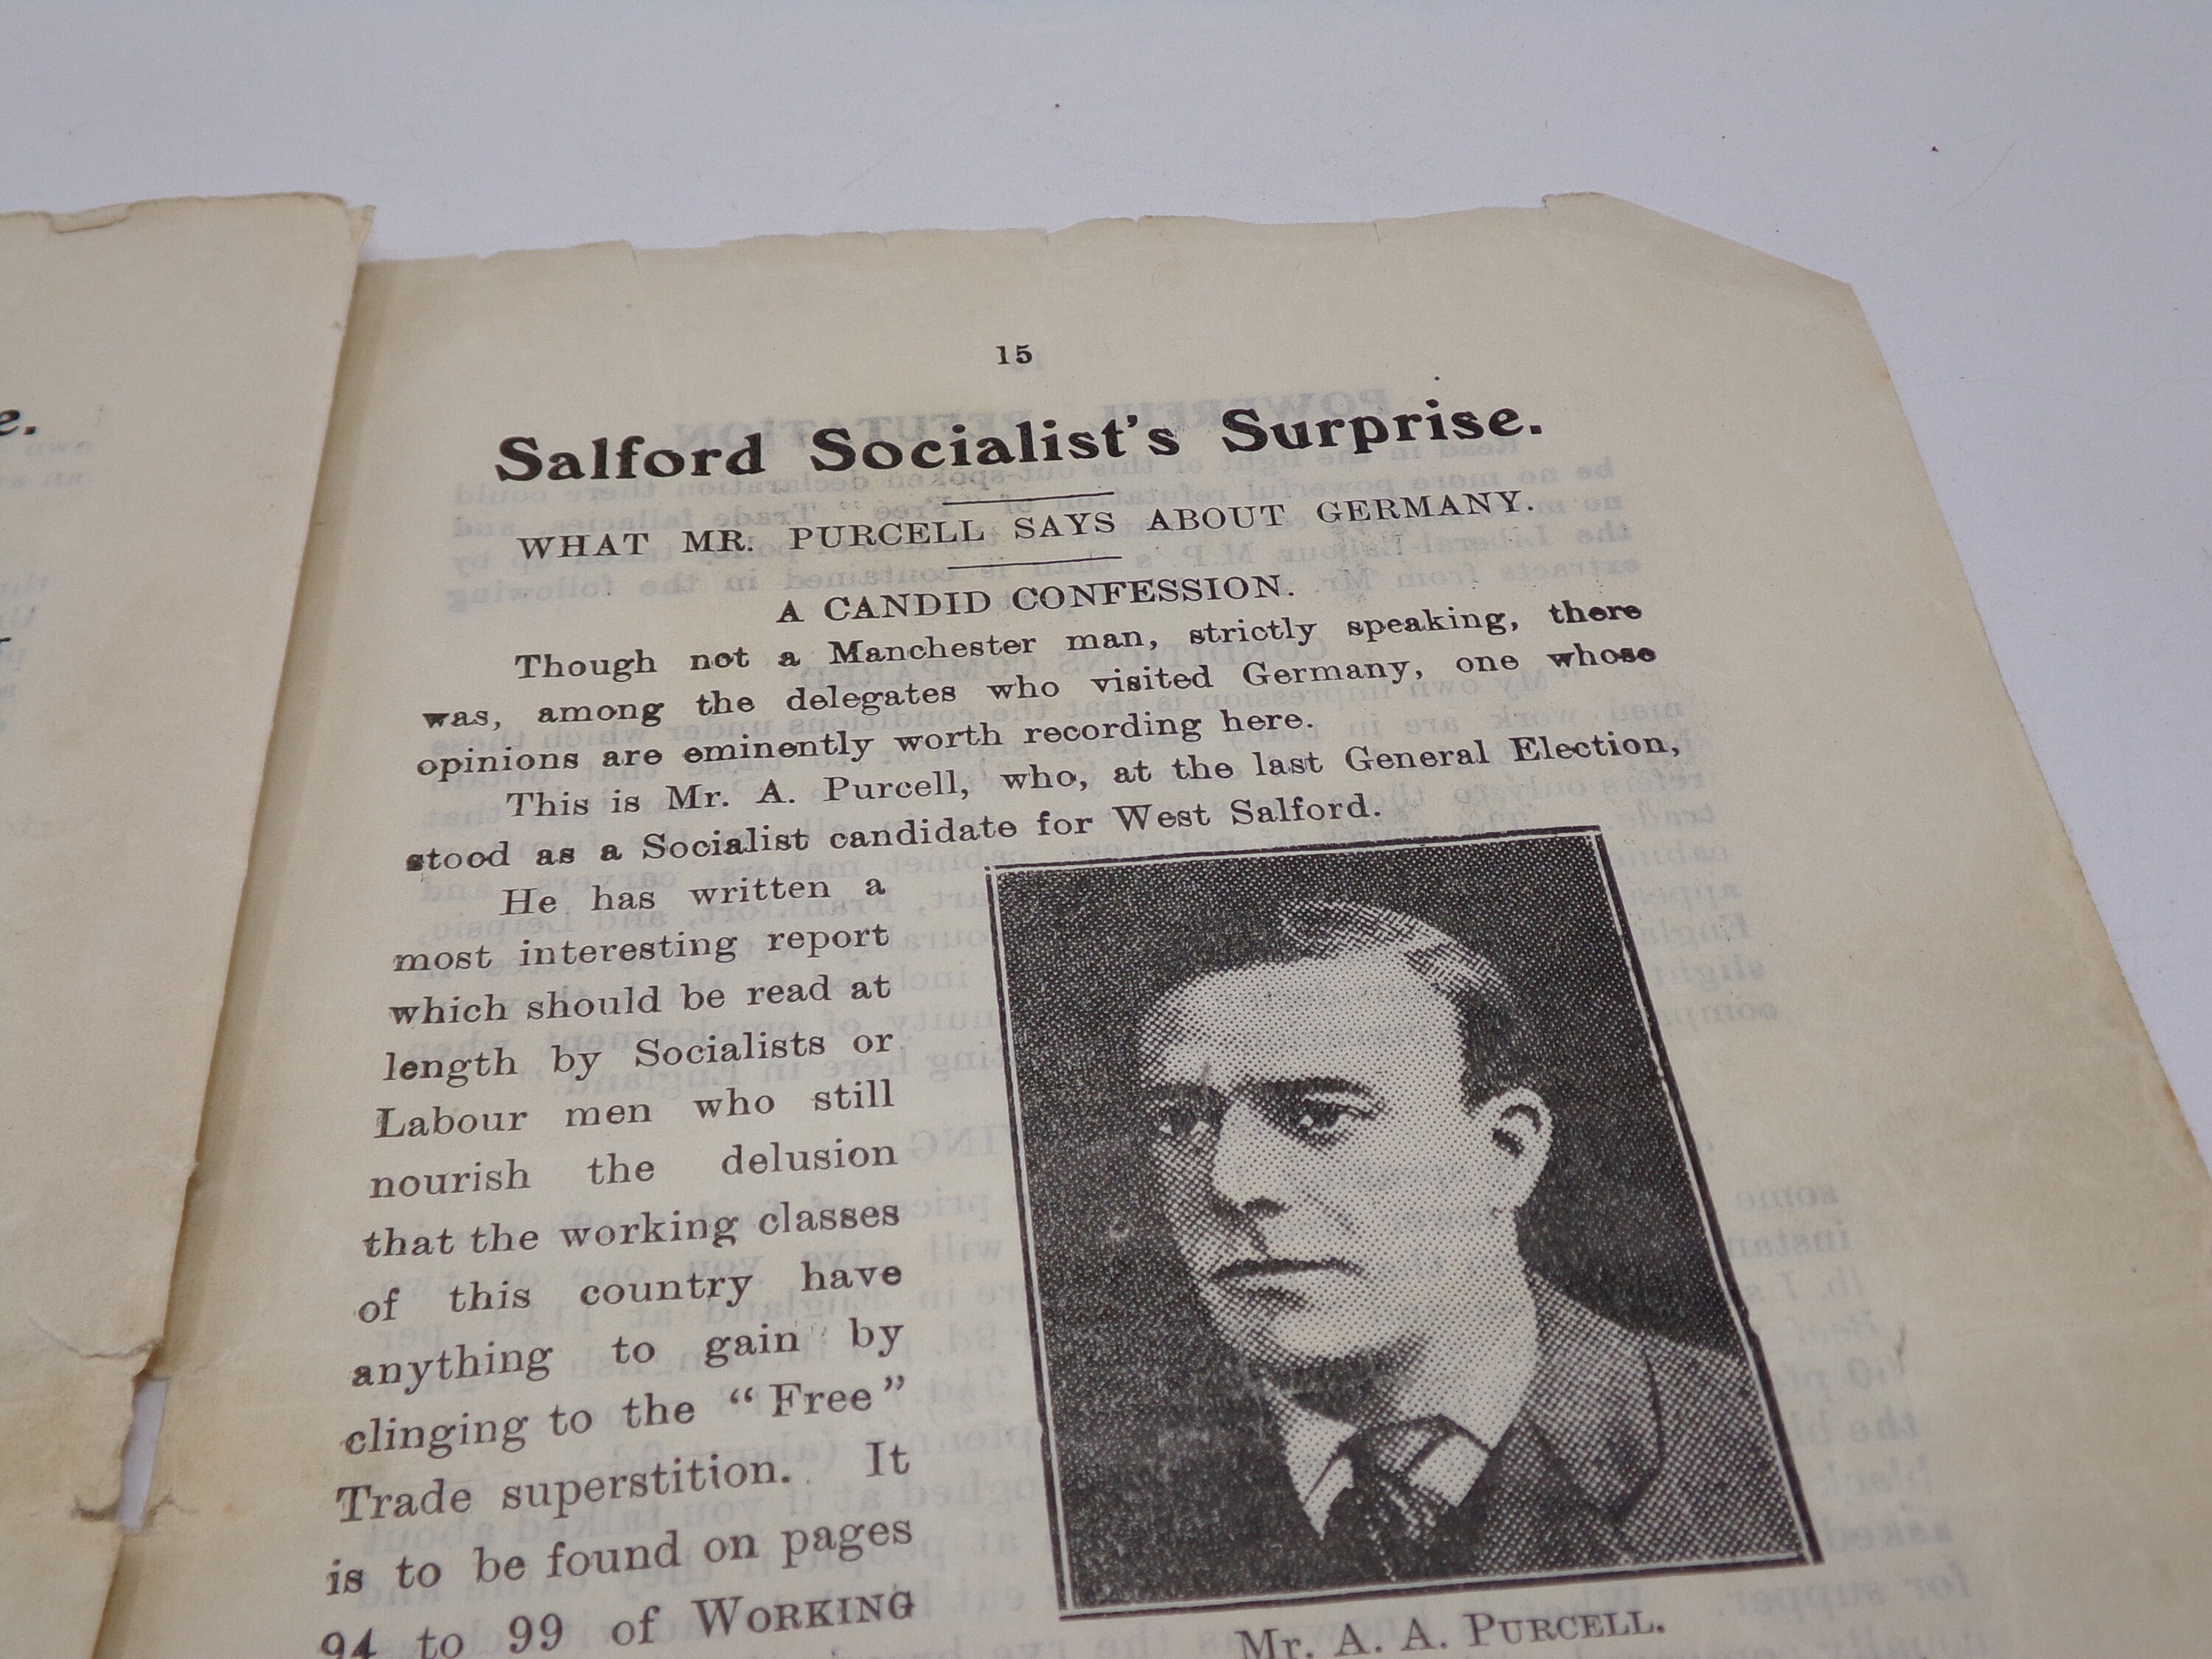 e.
15
Salford Socialist's Surprise.
WHAT MR. PURCELL SAYS ABOUT GERMANY.
A CANDID CONFESSION.
Though not a Manchester man, strictly speaking, there
was, among the delegates who visited Germany, one whose
opinions are eminently worth recording here.
This is Mr. A. Purcell, who, at the last General Election,
stood as a Socialist candidate for West Salford.
He has written a
most interesting report
which should be read at
length by Socialists or
Labour men who still
nourish the delusion
that the working classes
of this country have
anything to gain by
clinging to the “Free”
Trade superstition. It
is to be found on pages
94 to 99 of WORKING
Mr. A. A. PURCELL.